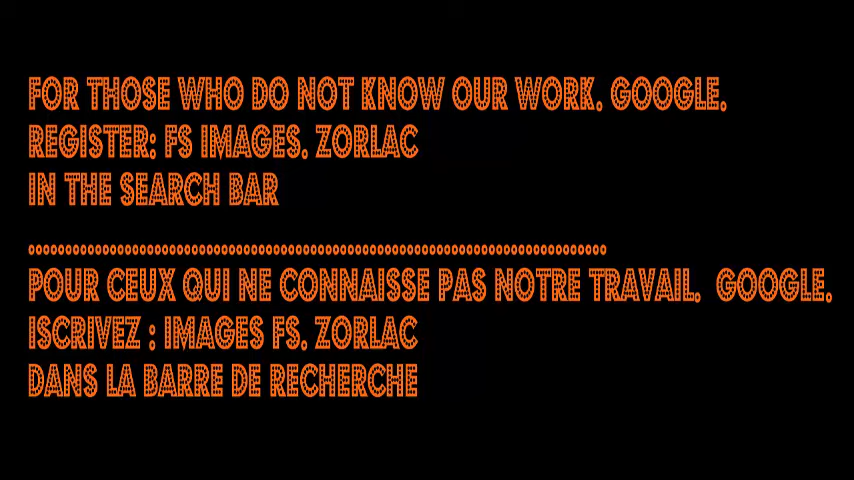 FOR THOSE WHO DO NOT KNOW OUR WORK. GOOGLE.
REGISTER: FS IMAGES. ZORLAC
IN THE SEARCH BAR
................................................................................
POUR CEUX QUI NE CONNAISSE PAS NOTRE TRAVAIL.  GOOGLE.
ISCRIVEZ : IMAGES FS. ZORLAC
DANS LA BARRE DE RECHERCHE